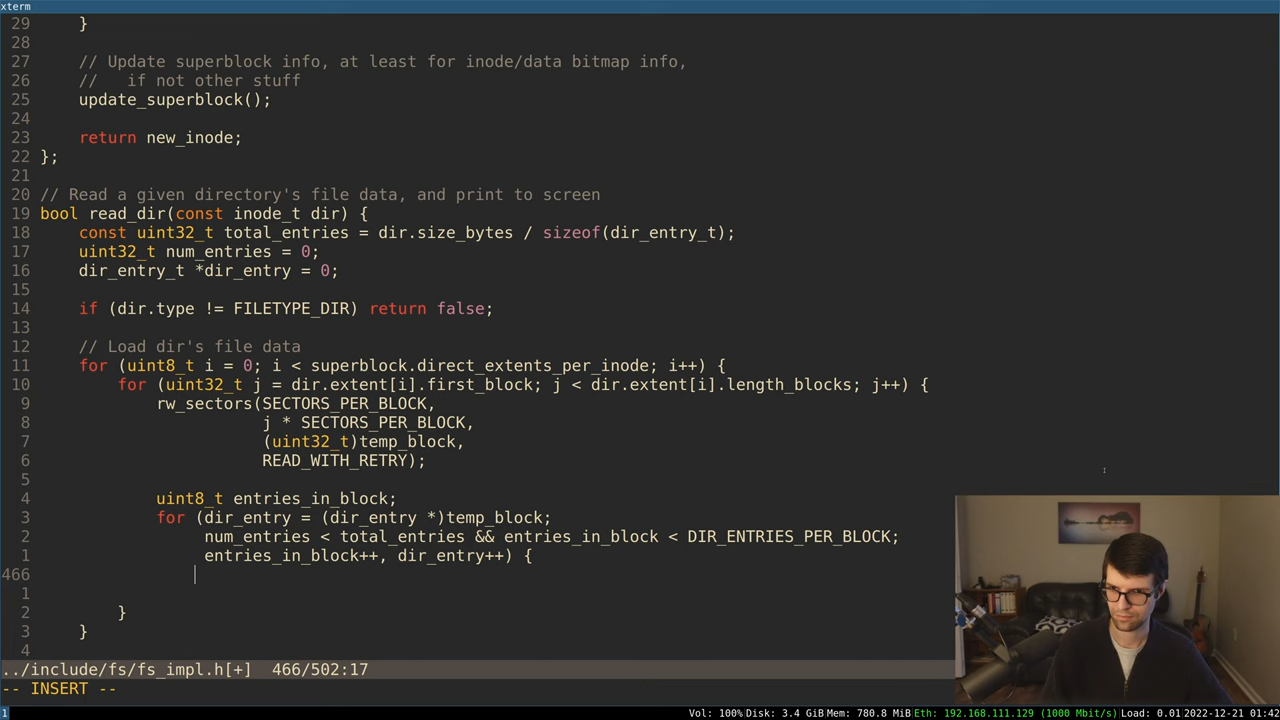 xterm
29     }
28
27     // Update superblock info, at least for inode/data bitmap info,
26     //   if not other stuff
25     update_superblock();
24
23     return new_inode;
22 };
21
20 // Read a given directory's file data, and print to screen
19 bool read_dir(const inode_t dir) {
18     const uint32_t total_entries = dir.size_bytes / sizeof(dir_entry_t);
17     uint32_t num_entries = 0;
16     dir_entry_t *dir_entry = 0;
15
14     if (dir.type != FILETYPE_DIR) return false;
13
12     // Load dir's file data
11     for (uint8_t i = 0; i < superblock.direct_extents_per_inode; i++) {
10         for (uint32_t j = dir.extent[i].first_block; j < dir.extent[i].length_blocks; j++) {
9             rw_sectors(SECTORS_PER_BLOCK,
8                        j * SECTORS_PER_BLOCK,
7                        (uint32_t)temp_block,
6                        READ_WITH_RETRY);
5
4             uint8_t entries_in_block;
3             for (dir_entry = (dir_entry *)temp_block;
2                  num_entries < total_entries && entries_in_block < DIR_ENTRIES_PER_BLOCK;
1                  entries_in_block++, dir_entry++) {
466
1
2         }
3     }
4
../include/fs/fs_impl.h[+]  466/502:17
-- INSERT --
1 Vol: 100% Disk: 3.4 GiB Mem: 780.8 MiB Eth: 192.168.111.129 (1000 Mbit/s) Load: 0.01 2022-12-21 01:42